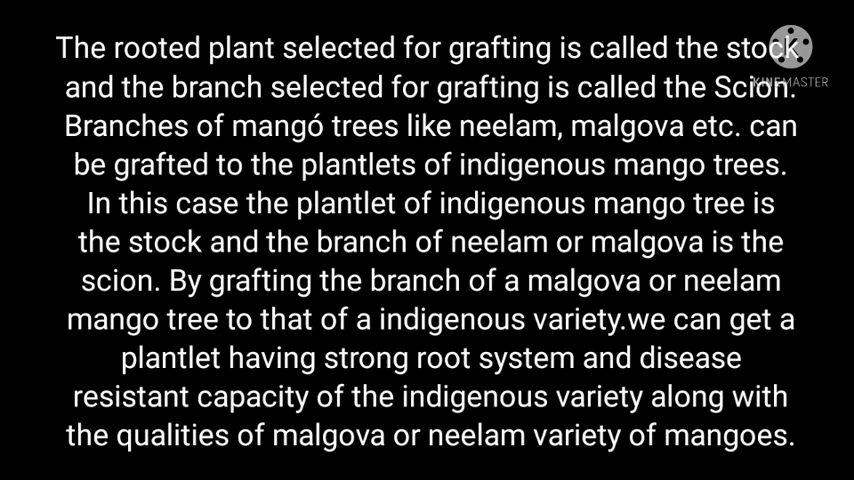 The rooted plant selected for grafting is called the stock
and the branch selected for grafting is called the Scion.
Branches of mangó trees like neelam, malgova etc. can
be grafted to the plantlets of indigenous mango trees.
In this case the plantlet of indigenous mango tree is
the stock and the branch of neelam or malgova is the
scion. By grafting the branch of a malgova or neelam
mango tree to that of a indigenous variety.we can get a
plantlet having strong root system and disease
resistant capacity of the indigenous variety along with
the qualities of malgova or neelam variety of mangoes.
KINEMASTER